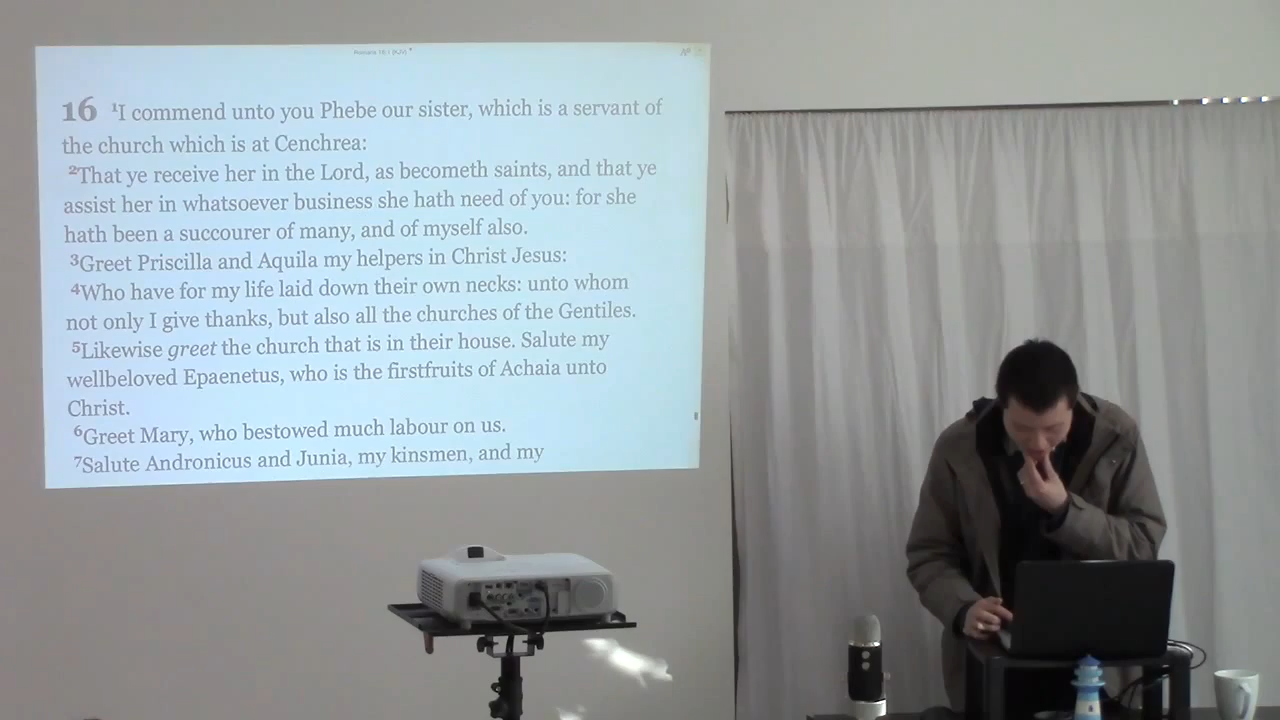 Romans 16:1 (KJV)
16 1I commend unto you Phebe our sister, which is a servant of
the church which is at Cenchrea:
2That ye receive her in the Lord, as becometh saints, and that ye
assist her in whatsoever business she hath need of you: for she
hath been a succourer of many, and of myself also.
3Greet Priscilla and Aquila my helpers in Christ Jesus:
4Who have for my life laid down their own necks: unto whom
not only I give thanks, but also all the churches of the Gentiles.
5Likewise greet the church that is in their house. Salute my
wellbeloved Epaenetus, who is the firstfruits of Achaia unto
Christ.
6Greet Mary, who bestowed much labour on us.
7Salute Andronicus and Junia, my kinsmen, and my